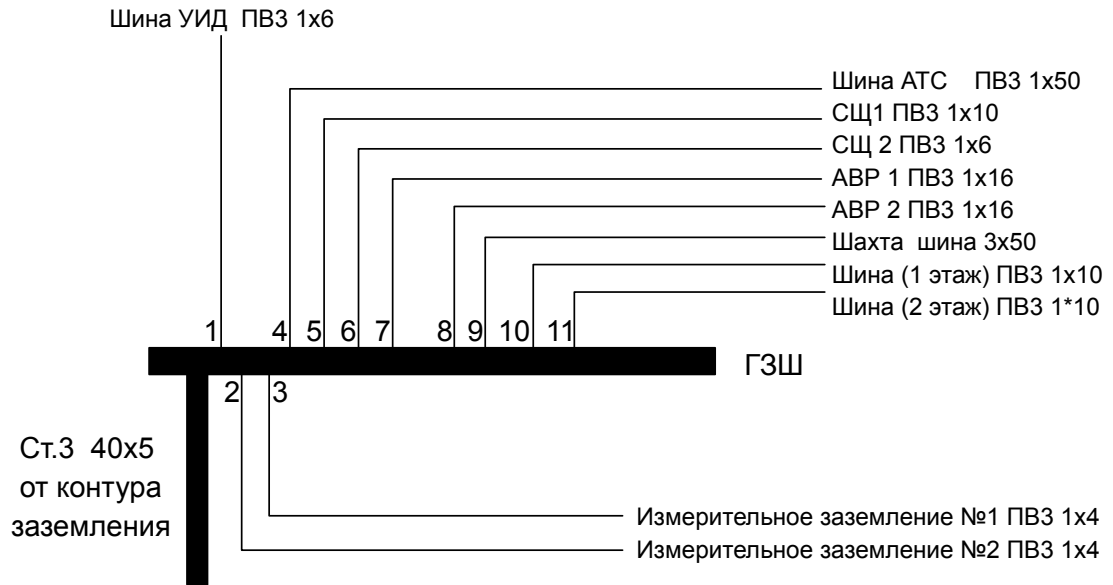 Шина УИД ПВ3 1х6
Шина АТС ПВ3 1х50
СЩ1 ПВ3 1х10
СЩ 2 ПВ3 1х6
АВР 1 ПВ3 1х16
АВР 2 ПВ3 1х16
Шахта шина 3х50
Шина (1 этаж) ПВ3 1х10
Шина (2 этаж) ПВ3 1*10
1 4 5 6 7 8 9 10 11
ГЗШ
2 3
Ст.3 40х5
от контура
заземления
Измерительное заземление №1 ПВ3 1х4
Измерительное заземление №2 ПВ3 1х4